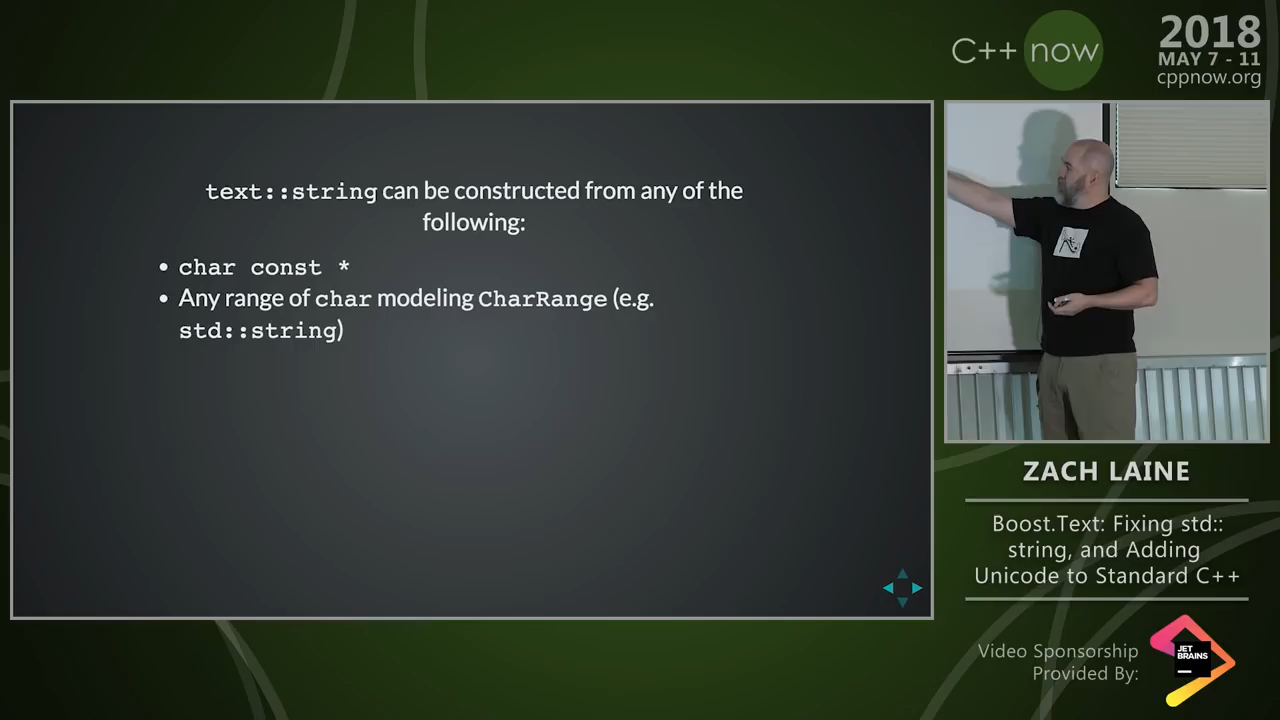 C++ now
2018
MAY 7 - 11
cppnow.org
text::string can be constructed from any of the
following:
• char const *
• Any range of char modeling CharRange (e.g.
std::string)
ZACH LAINE
Boost.Text: Fixing std::
string, and Adding
Unicode to Standard C++
Video Sponsorship
Provided By:
JET
BRAINS